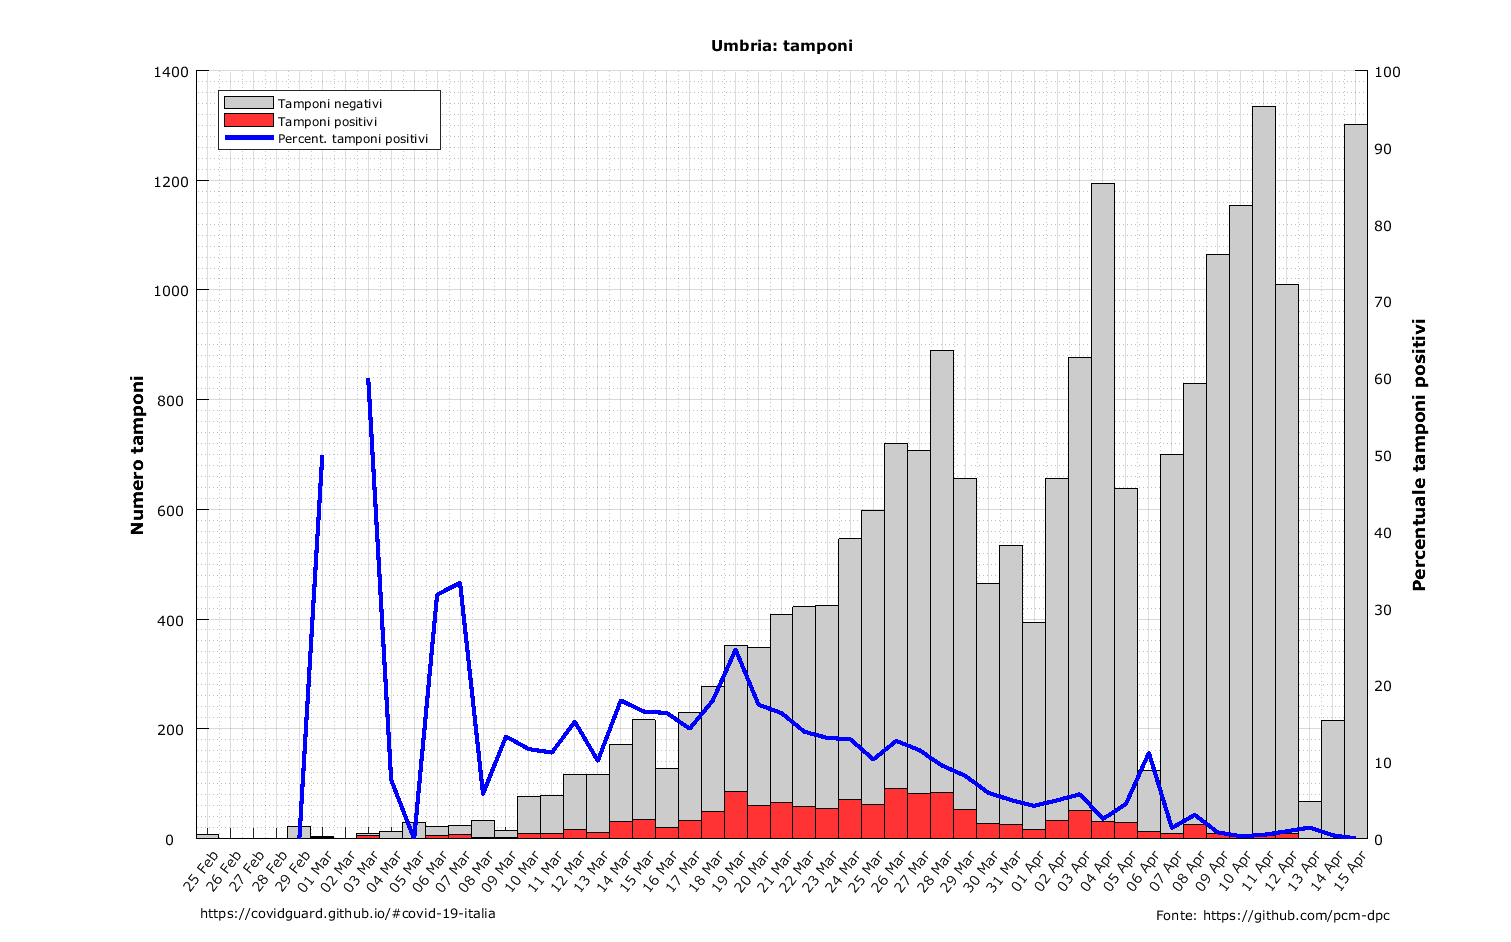 Umbria: tamponi
Tamponi negativi
Tamponi positivi
Percent. tamponi positivi
Numero tamponi
1400
1200
1000
800
600
400
200
0
Percentuale tamponi positivi
100
90
80
70
60
50
40
30
20
10
0
25 Feb
26 Feb
27 Feb
28 Feb
29 Feb
01 Mar
02 Mar
03 Mar
04 Mar
05 Mar
06 Mar
07 Mar
08 Mar
09 Mar
10 Mar
11 Mar
12 Mar
13 Mar
14 Mar
15 Mar
16 Mar
17 Mar
18 Mar
19 Mar
20 Mar
21 Mar
22 Mar
23 Mar
24 Mar
25 Mar
26 Mar
27 Mar
28 Mar
29 Mar
30 Mar
31 Mar
01 Apr
02 Apr
03 Apr
04 Apr
05 Apr
06 Apr
07 Apr
08 Apr
09 Apr
10 Apr
11 Apr
12 Apr
13 Apr
14 Apr
15 Apr
https://covidguard.github.io/#covid-19-italia
Fonte: https://github.com/pcm-dpc